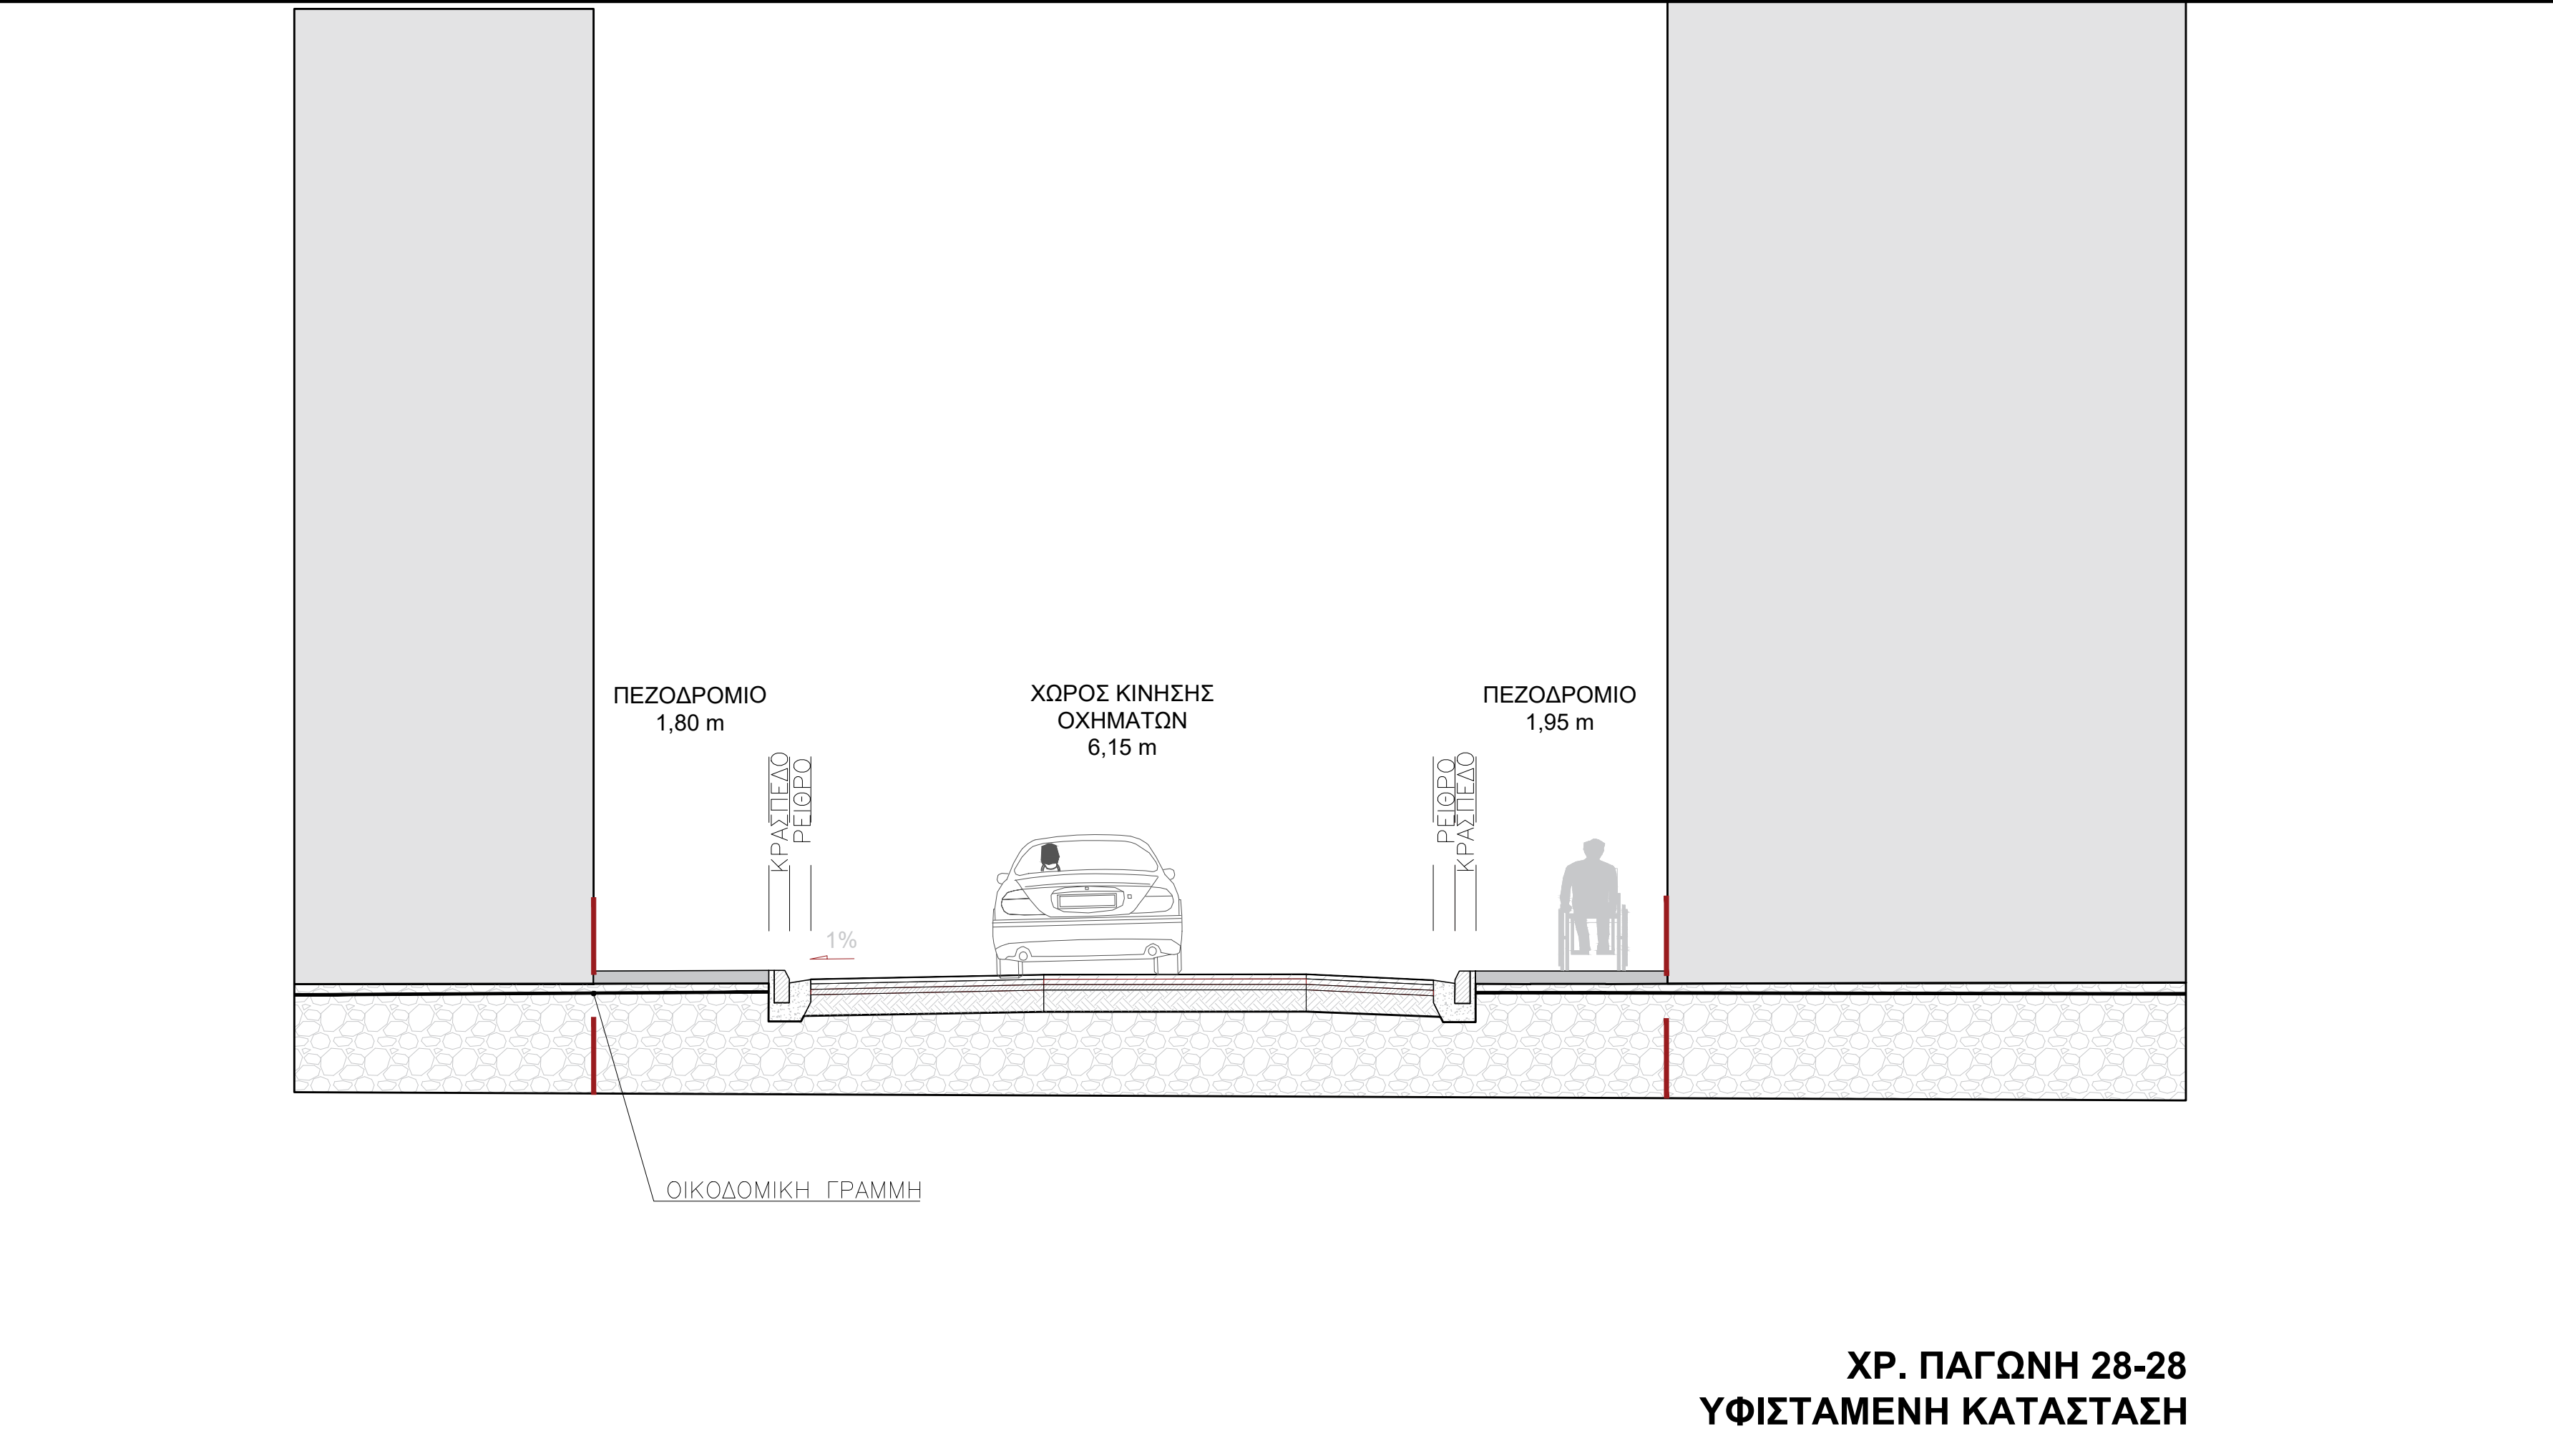 ΠΕΖΟΔΡΟΜΙΟ
1,80 m
ΧΩΡΟΣ ΚΙΝΗΣΗΣ
ΟΧΗΜΑΤΩΝ
6,15 m
ΠΕΖΟΔΡΟΜΙΟ
1,95 m
ΚΡΑΣΠΕΔΟ
ΡΕΙΘΡΟ
ΡΕΙΘΡΟ
ΚΡΑΣΠΕΔΟ
1%
ΟΙΚΟΔΟΜΙΚΗ ΓΡΑΜΜΗ
ΧΡ. ΠΑΓΩΝΗ 28-28
ΥΦΙΣΤΑΜΕΝΗ ΚΑΤΑΣΤΑΣΗ